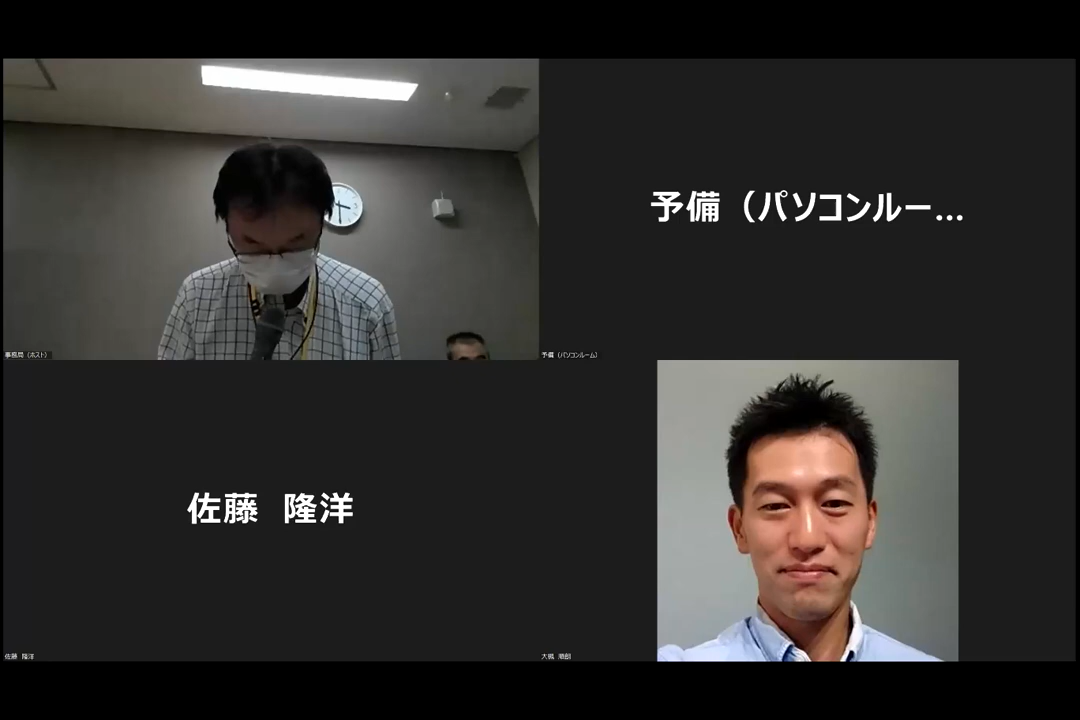 予備（パソコンルー...
事務局（ホスト）
予備（パソコンルーム）
佐藤 隆洋
佐藤 隆洋